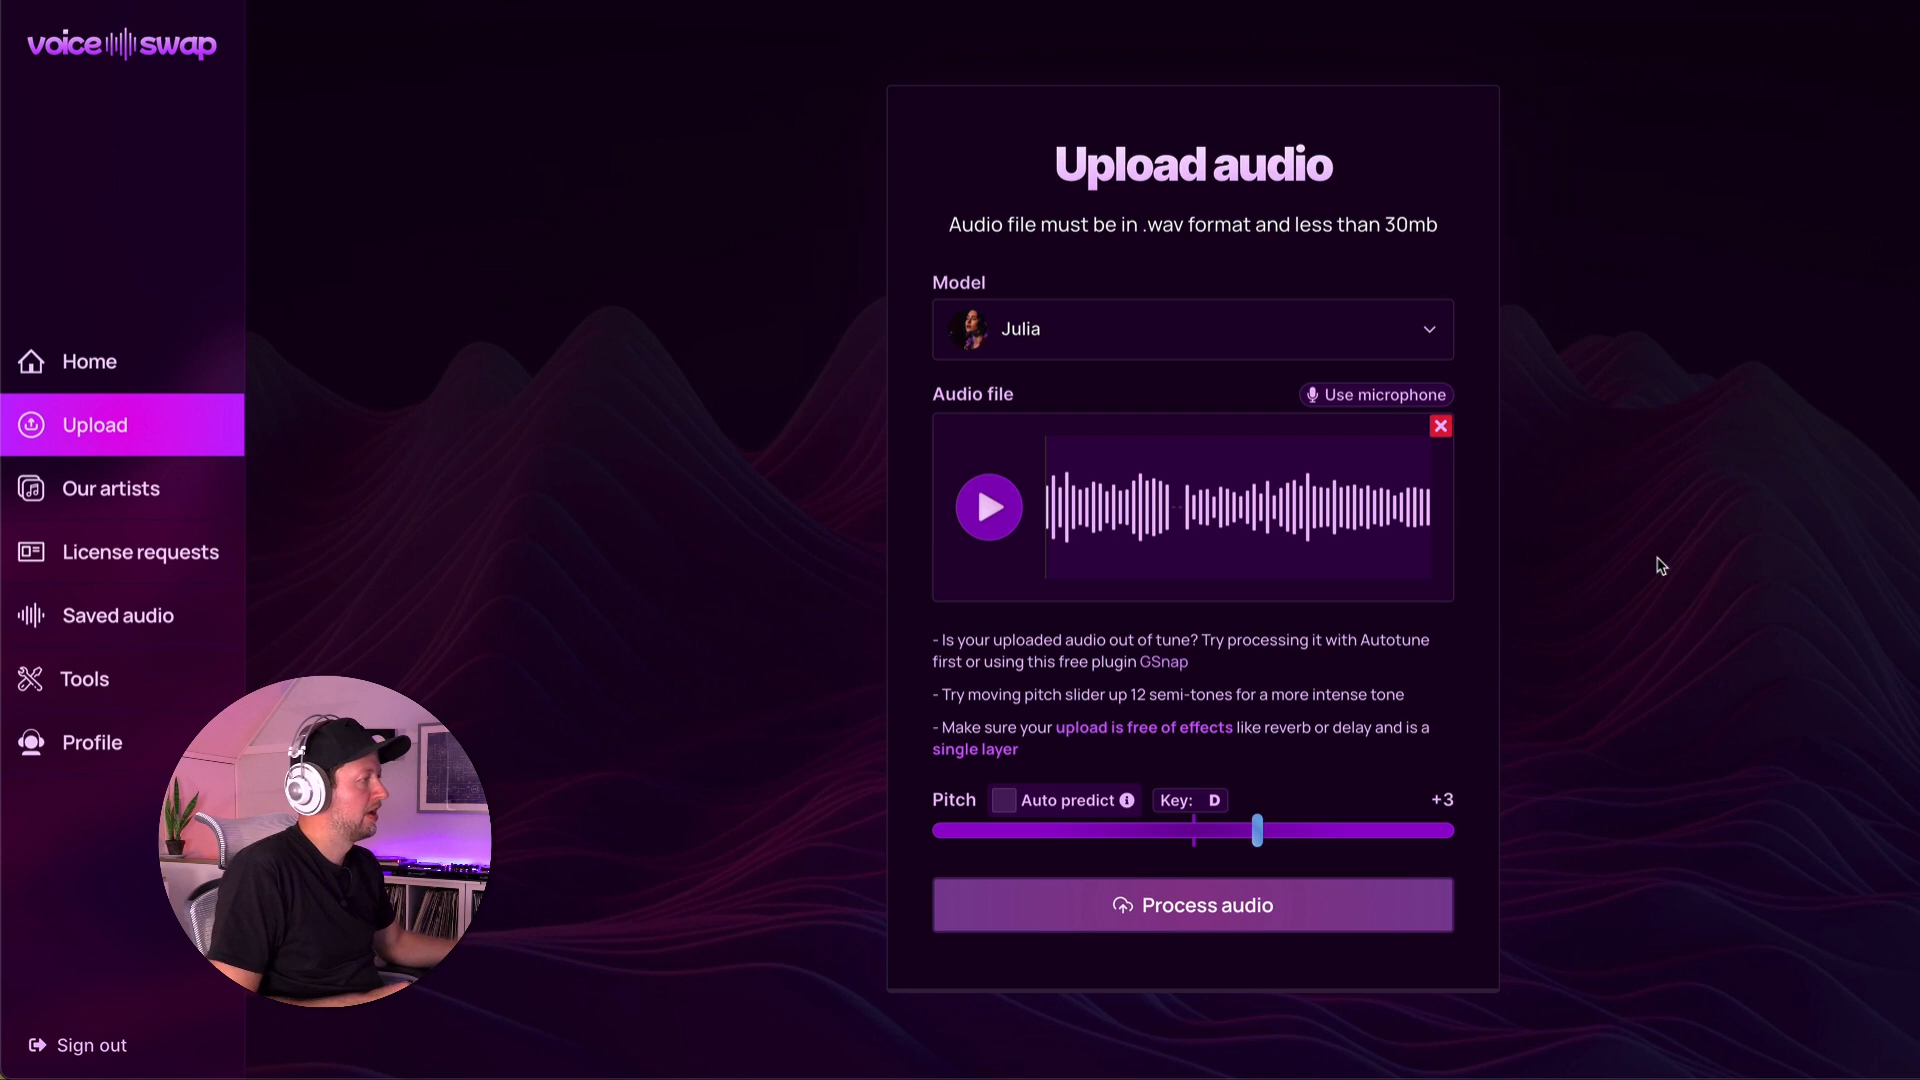 voice swap
Home
Upload
Our artists
License requests
Saved audio
Tools
Profile
Sign out
Upload audio
Audio file must be in .wav format and less than 30mb
Model
Julia
Audio file
Use microphone
- Is your uploaded audio out of tune? Try processing it with Autotune
first or using this free plugin GSnap
- Try moving pitch slider up 12 semi-tones for a more intense tone
- Make sure your upload is free of effects like reverb or delay and is a
single layer
Pitch Auto predict Key: D +3
Process audio